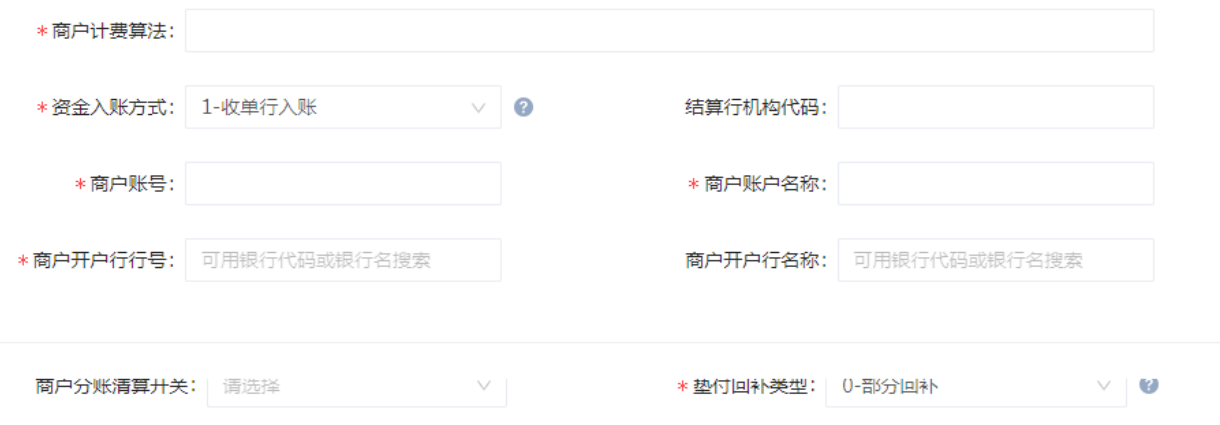 *商户计费算法:
*资金入账方式: 1-收单行入账 ? 结算行机构代码:
*商户账号: *商户账户名称:
*商户开户行行号: 可用银行代码或银行名搜索 商户开户行名称: 可用银行代码或银行名搜索
商户分账清算开关: 请选择 *垫付回补类型: 0-部分回补 ?